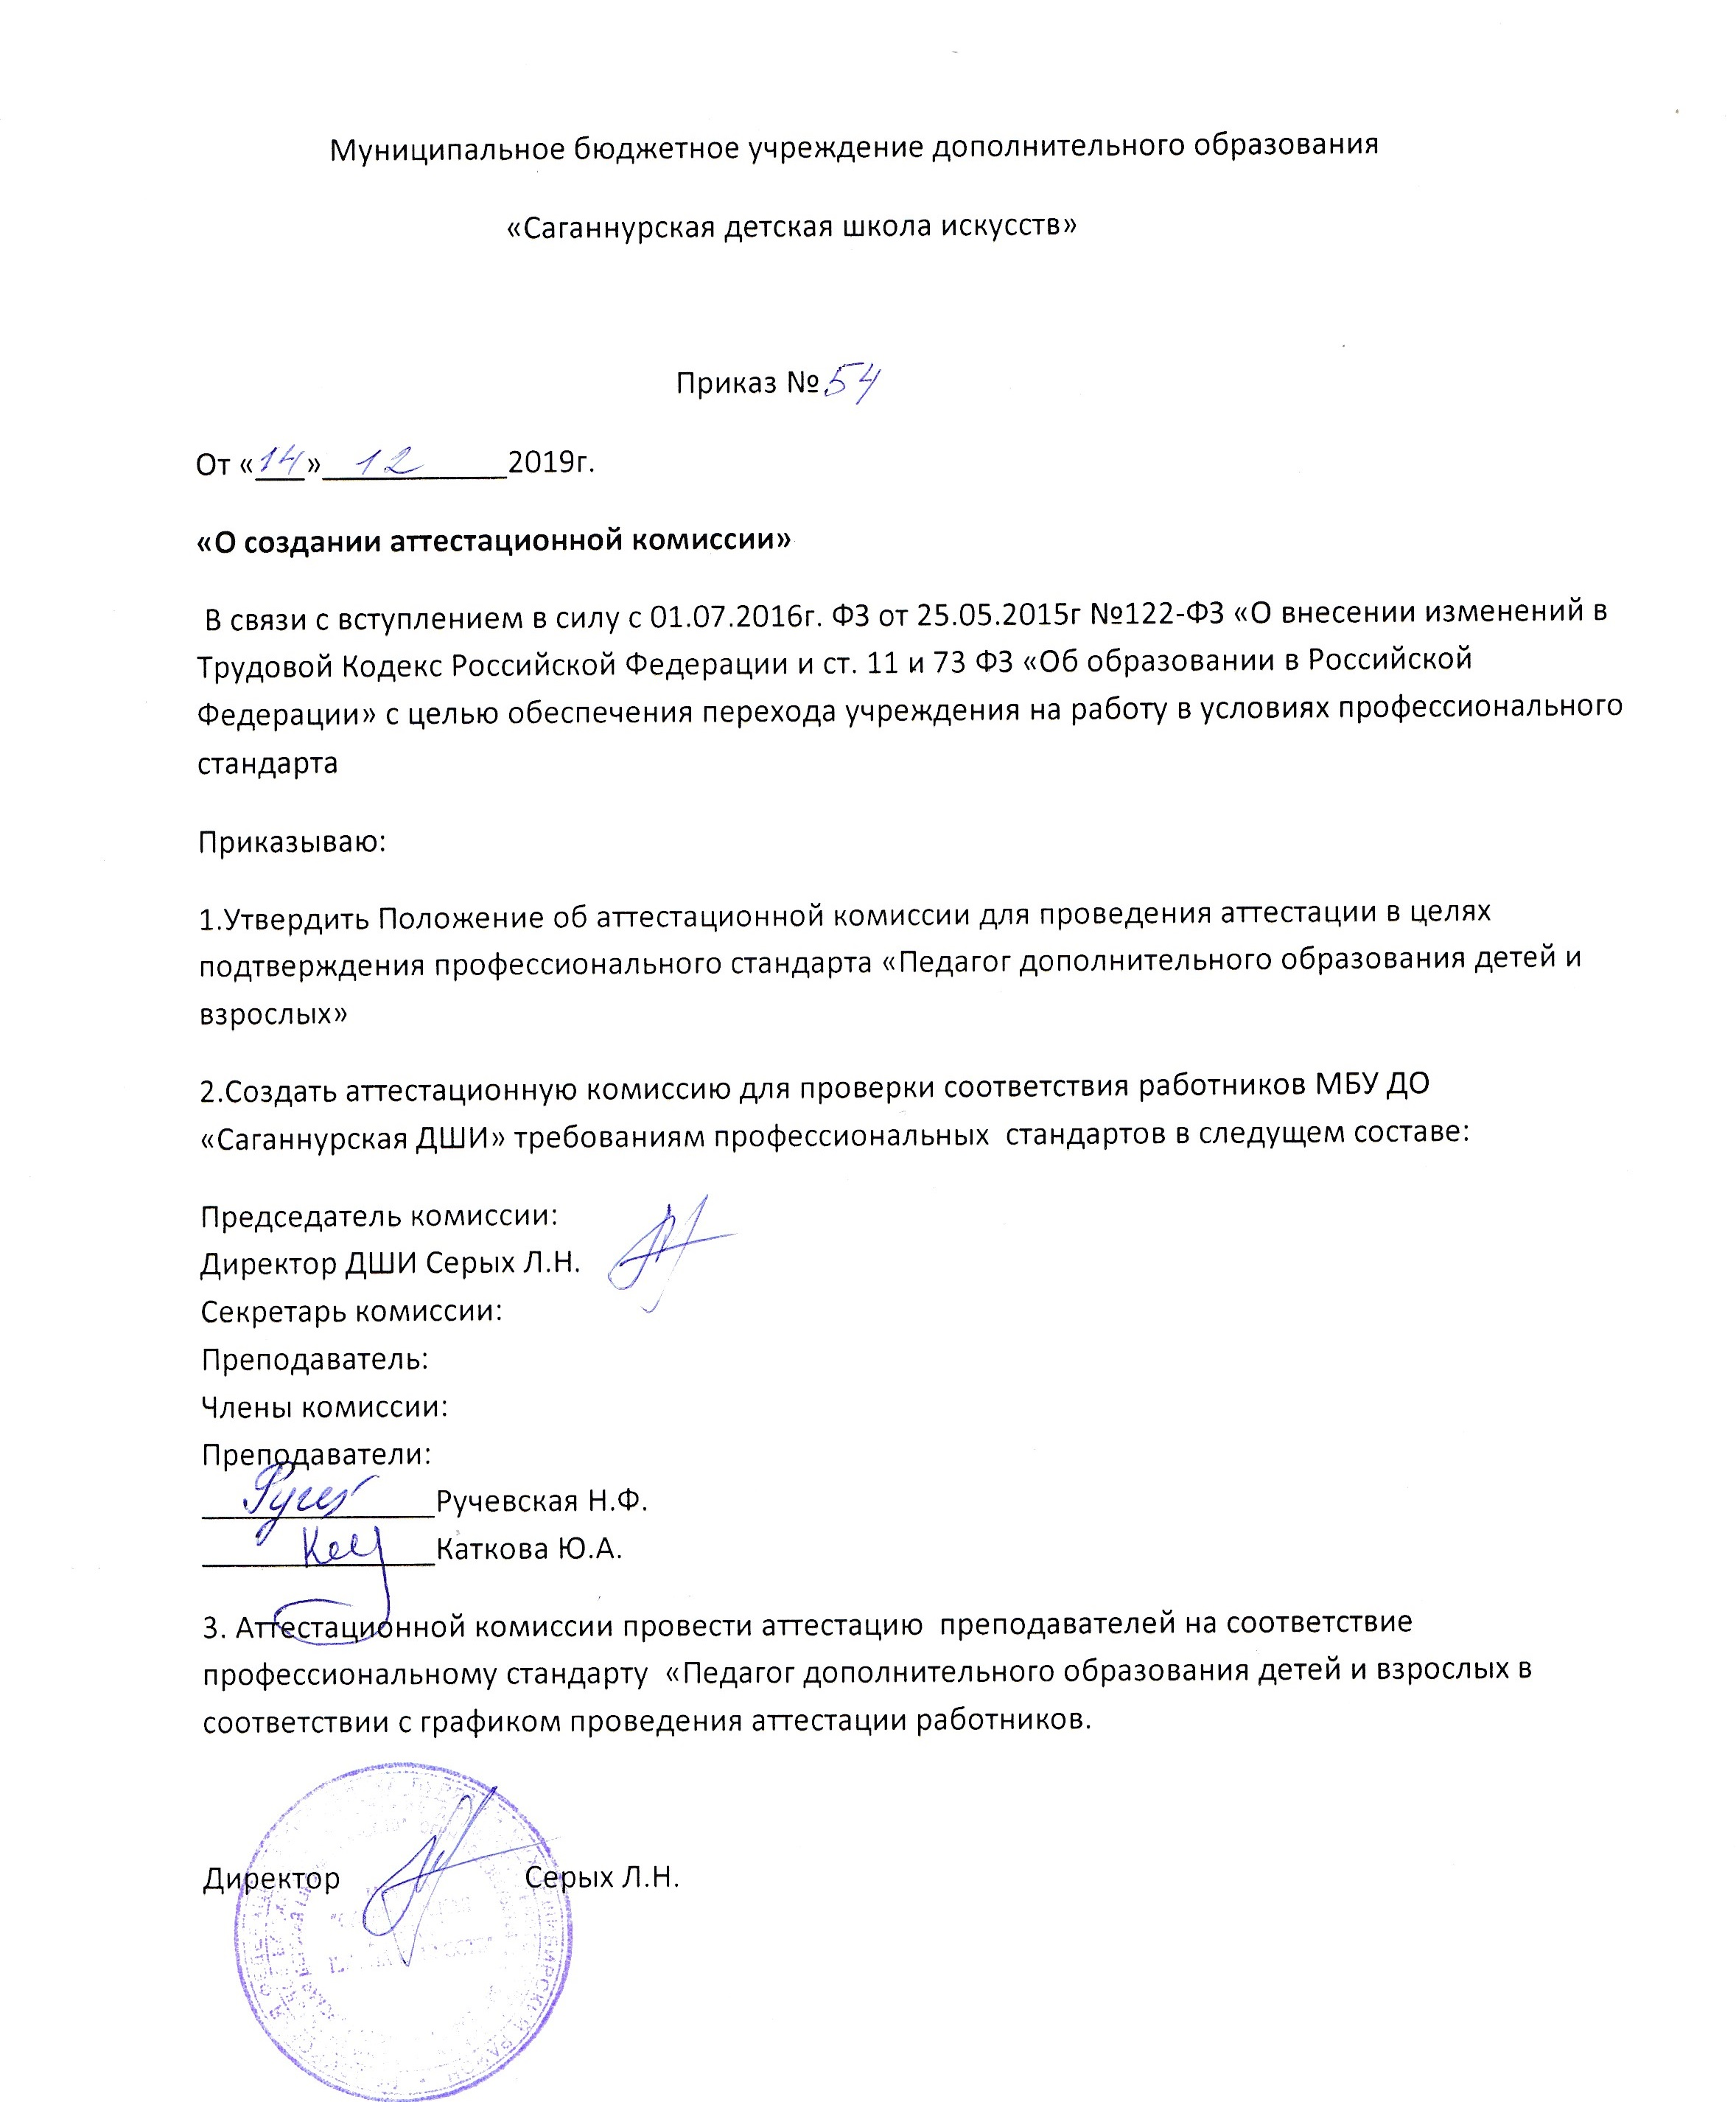 Муниципальное бюджетное учреждение дополнительного образования
«Саганнурская детская школа искусств»
Приказ № 54
От «14» 12 2019г.
«О создании аттестационной комиссии»
В связи с вступлением в силу с 01.07.2016г. ФЗ от 25.05.2015г №122-ФЗ «О внесении изменений в
Трудовой Кодекс Российской Федерации и ст. 11 и 73 ФЗ «Об образовании в Российской
Федерации» с целью обеспечения перехода учреждения на работу в условиях профессионального
стандарта
Приказываю:
1.Утвердить Положение об аттестационной комиссии для проведения аттестации в целях
подтверждения профессионального стандарта «Педагог дополнительного образования детей и
взрослых»
2.Создать аттестационную комиссию для проверки соответствия работников МБУ ДО
«Саганнурская ДШИ» требованиям профессиональных стандартов в следущем составе:
Председатель комиссии:
Директор ДШИ Серых Л.Н.
Секретарь комиссии:
Преподаватель:
Члены комиссии:
Преподаватели:
Ручевская Н.Ф.
Каткова Ю.А.
3. Аттестационной комиссии провести аттестацию преподавателей на соответствие
профессиональному стандарту «Педагог дополнительного образования детей и взрослых в
соответствии с графиком проведения аттестации работников.
Директор Серых Л.Н.